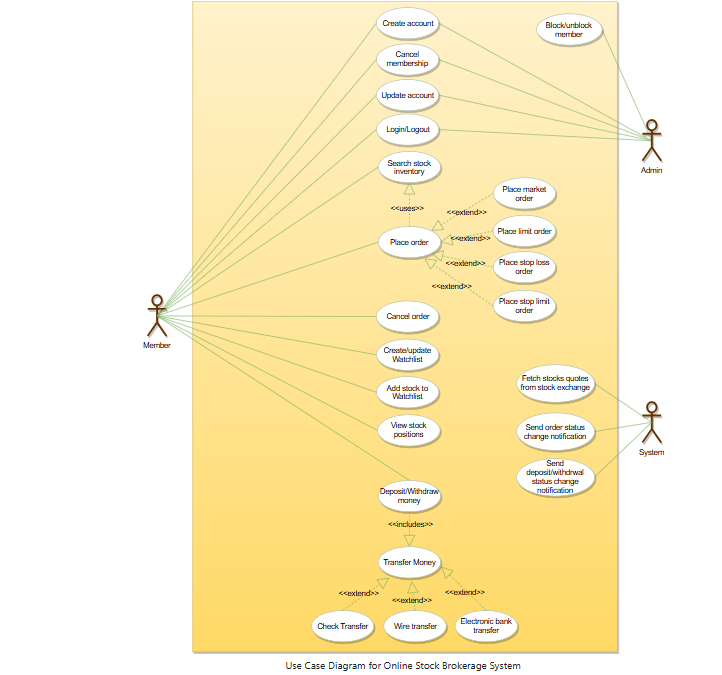 Create account
Block/unblock
member
Cancel
membership
Update account
Login/Logout
Admin
Search stock
inventory
Place market
order
<<uses>>
<<extend>>
Place limit order
<<extend>>
Place order
<<extend>>
Place stop loss
order
<<extend>>
Place stop limit
order
Cancel order
Member
Create/update
Watchlist
Fetch stocks quotes
from stock exchange
Add stock to
Watchlist
View stock
positions
Send order status
change notification
System
Send
deposit/withdrwal
status change
notification
Deposit/Withdraw
money
<<includes>>
Transfer Money
<<extend>>
<<extend>>
<<extend>>
Check Transfer
Wire transfer
Electronic bank
transfer
Use Case Diagram for Online Stock Brokerage System